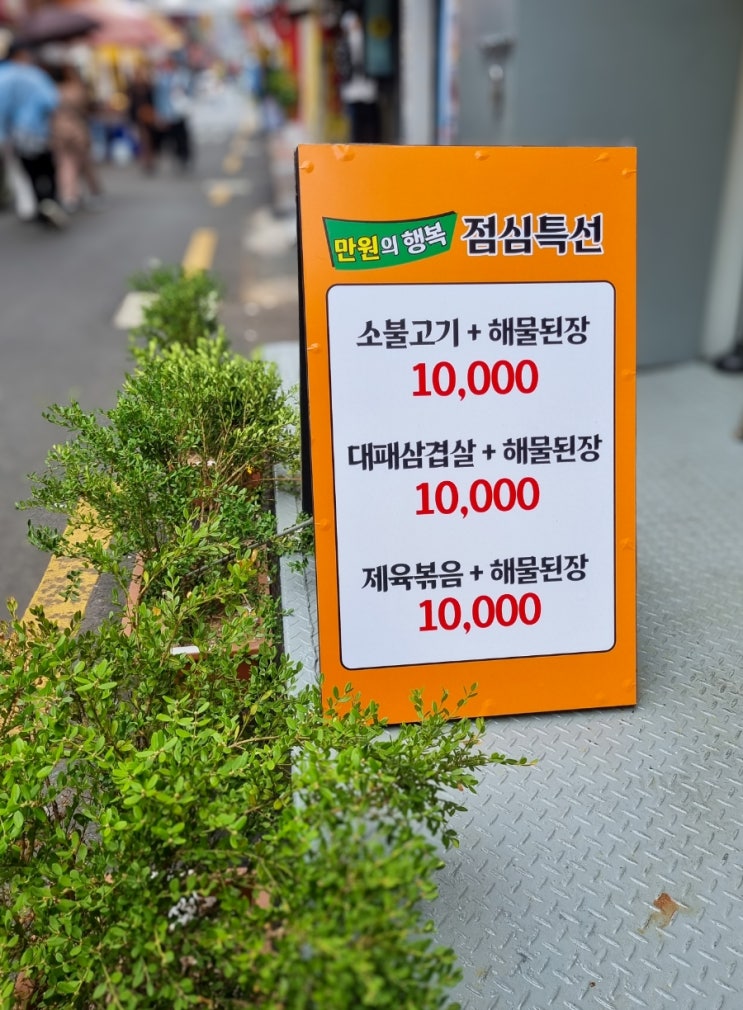 만원의 행복 점심특선
소불고기 + 해물된장
10,000
대패삼겹살 + 해물된장
10,000
제육볶음 + 해물된장
10,000